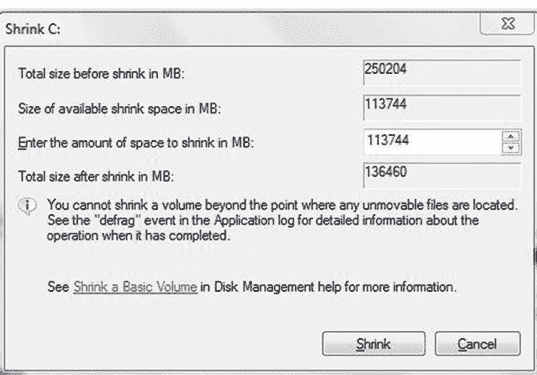 Shrink C:
Total size before shrink in MB: 250204
Size of available shrink space in MB: 113744
Enter the amount of space to shrink in MB: 113744
Total size after shrink in MB: 136460
You cannot shrink a volume beyond the point where any unmovable files are located.
See the "defrag" event in the Application log for detailed information about the
operation when it has completed.
See Shrink a Basic Volume in Disk Management help for more information.
Shrink Cancel